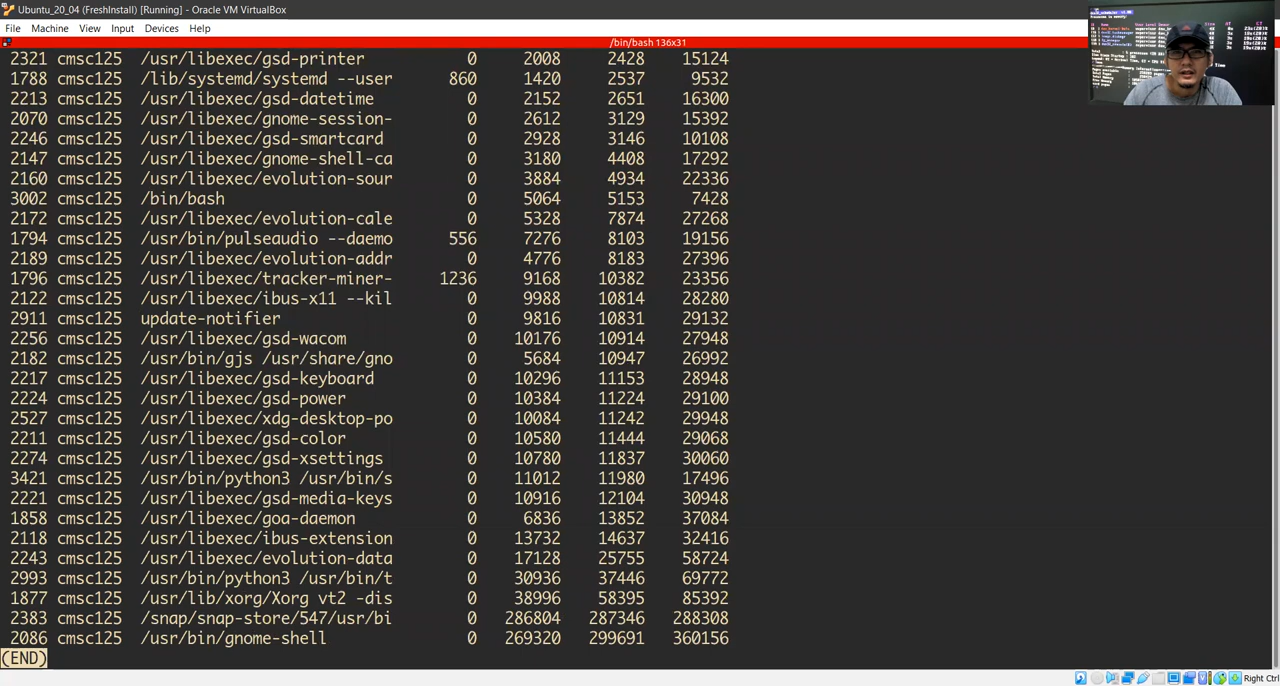 Ubuntu_20_04 (FreshInstall) [Running] - Oracle VM VirtualBox
File Machine View Input Devices Help
/bin/bash 136x31
2321 cmsc125 /usr/libexec/gsd-printer 0 2008 2428 15124
1788 cmsc125 /lib/systemd/systemd --user 860 1420 2537 9532
2213 cmsc125 /usr/libexec/gsd-datetime 0 2152 2651 16300
2070 cmsc125 /usr/libexec/gnome-session- 0 2612 3129 15392
2246 cmsc125 /usr/libexec/gsd-smartcard 0 2928 3146 10108
2147 cmsc125 /usr/libexec/gnome-shell-ca 0 3180 4408 17292
2160 cmsc125 /usr/libexec/evolution-sour 0 3884 4934 22336
3002 cmsc125 /bin/bash 0 5064 5153 7428
2172 cmsc125 /usr/libexec/evolution-cale 0 5328 7874 27268
1794 cmsc125 /usr/bin/pulseaudio --daemo 556 7276 8103 19156
2189 cmsc125 /usr/libexec/evolution-addr 0 4776 8183 27396
1796 cmsc125 /usr/libexec/tracker-miner- 1236 9168 10382 23356
2122 cmsc125 /usr/libexec/ibus-x11 --kil 0 9988 10814 28280
2911 cmsc125 update-notifier 0 9816 10831 29132
2256 cmsc125 /usr/libexec/gsd-wacom 0 10176 10914 27948
2182 cmsc125 /usr/bin/gjs /usr/share/gno 0 5684 10947 26992
2217 cmsc125 /usr/libexec/gsd-keyboard 0 10296 11153 28948
2224 cmsc125 /usr/libexec/gsd-power 0 10384 11224 29100
2527 cmsc125 /usr/libexec/xdg-desktop-po 0 10084 11242 29948
2211 cmsc125 /usr/libexec/gsd-color 0 10580 11444 29068
2274 cmsc125 /usr/libexec/gsd-xsettings 0 10780 11837 30060
3421 cmsc125 /usr/bin/python3 /usr/bin/s 0 11012 11980 17496
2221 cmsc125 /usr/libexec/gsd-media-keys 0 10916 12104 30948
1858 cmsc125 /usr/libexec/goa-daemon 0 6836 13852 37084
2118 cmsc125 /usr/libexec/ibus-extension 0 13732 14637 32416
2243 cmsc125 /usr/libexec/evolution-data 0 17128 25755 58724
2993 cmsc125 /usr/bin/python3 /usr/bin/t 0 30936 37446 69772
1877 cmsc125 /usr/lib/xorg/Xorg vt2 -dis 0 38996 58395 85392
2383 cmsc125 /snap/snap-store/547/usr/bi 0 286804 287346 288308
2086 cmsc125 /usr/bin/gnome-shell 0 269320 299691 360156
(END)
Right Ctrl